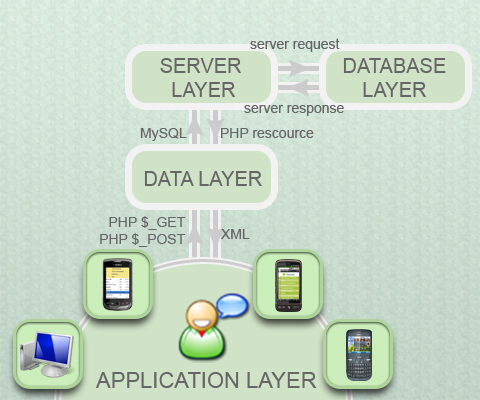 server request
SERVER
LAYER
DATABASE
LAYER
server response
MySQL
PHP rescource
DATA LAYER
PHP $_GET
PHP $_POST
XML
APPLICATION LAYER